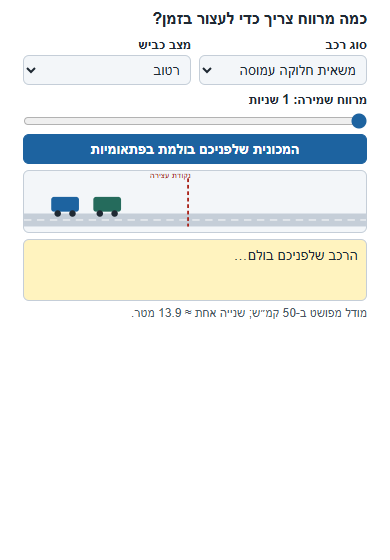 כמה מרווח צריך כדי לעצור בזמן?
סוג רכב
מצב כביש
משאית חלוקה עמוסה
רטוב
מרווח שמירה: 1 שניות
המכונית שלפניכם בולמת בפתאומיות
נקודת עצירה
הרכב שלפניכם בולם…
מודל מפושט ב-50 קמ״ש; שנייה אחת ≈ 13.9 מטר.